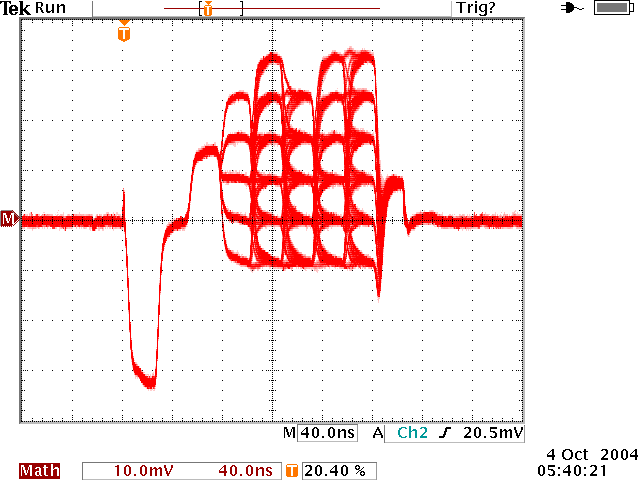 Tek Run Trig?
T
T
M
M 40.0ns A Ch2 20.5mV
Math 10.0mV 40.0ns T 20.40 %
4 Oct 2004
05:40:21